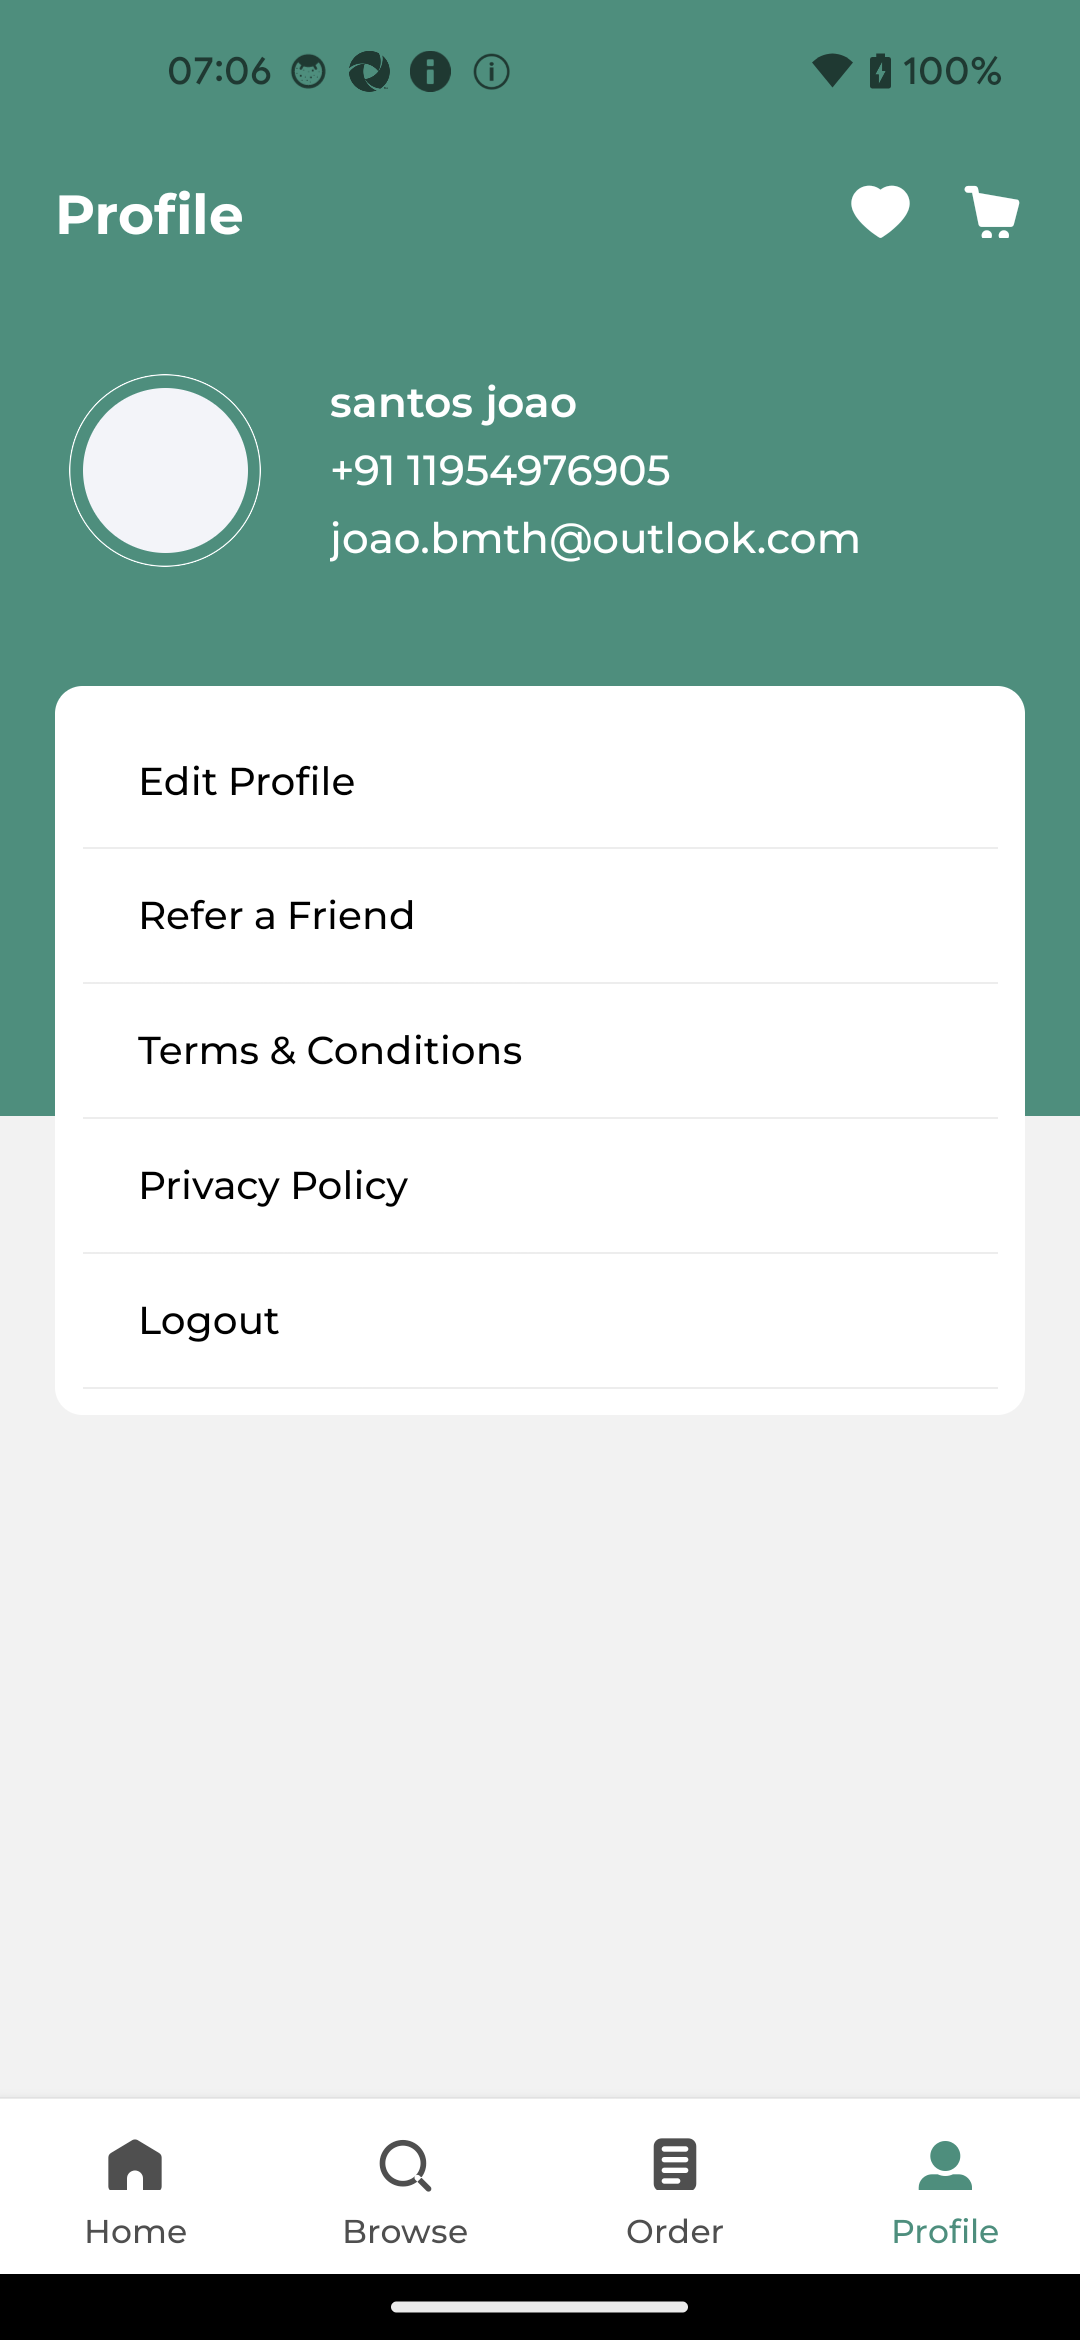 07:06 100%
Profile
santos joao
+91 11954976905
joao.bmth@outlook.com
Edit Profile
Refer a Friend
Terms & Conditions
Privacy Policy
Logout
Home Browse Order Profile